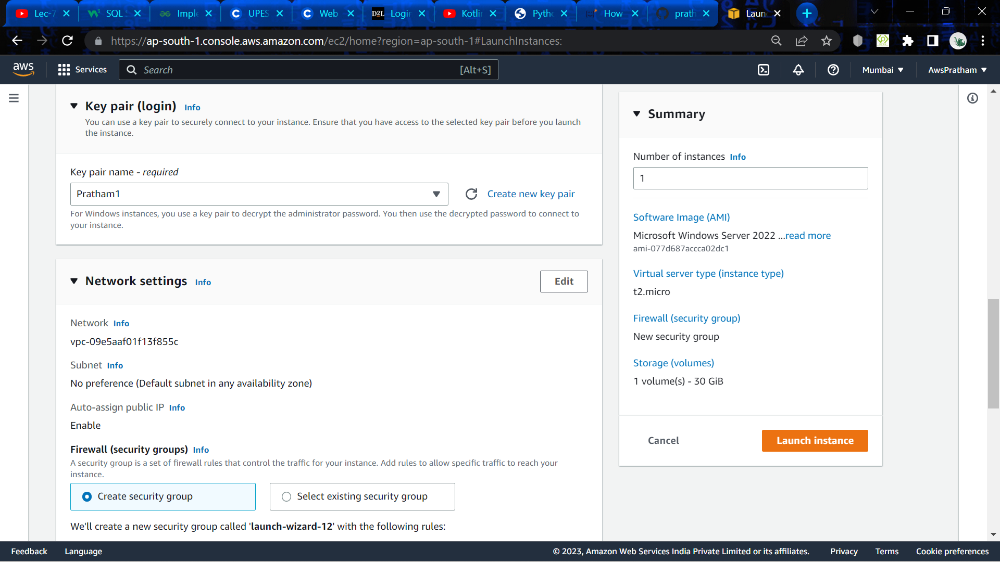 Lec-7
SQL S
Imple
UPES
Web
D2L Login
Kotlin
Pytho
How
prath
Laun
https://ap-south-1.console.aws.amazon.com/ec2/home?region=ap-south-1#LaunchInstances:
aws
Services
Search
[Alt+S]
Mumbai
AwsPratham
Key pair (login) Info
You can use a key pair to securely connect to your instance. Ensure that you have access to the selected key pair before you launch
the instance.
Key pair name - required
Pratham1
Create new key pair
For Windows instances, you use a key pair to decrypt the administrator password. You then use the decrypted password to connect to
your instance.
Network settings Info
Edit
Network Info
vpc-09e5aaf01f13f855c
Subnet Info
No preference (Default subnet in any availability zone)
Auto-assign public IP Info
Enable
Firewall (security groups) Info
A security group is a set of firewall rules that control the traffic for your instance. Add rules to allow specific traffic to reach your
instance.
Create security group
Select existing security group
We'll create a new security group called 'launch-wizard-12' with the following rules:
Summary
Number of instances Info
1
Software Image (AMI)
Microsoft Windows Server 2022 ...read more
ami-077d687accca02dc1
Virtual server type (instance type)
t2.micro
Firewall (security group)
New security group
Storage (volumes)
1 volume(s) - 30 GiB
Cancel
Launch instance
Feedback
Language
© 2023, Amazon Web Services India Private Limited or its affiliates.
Privacy
Terms
Cookie preferences